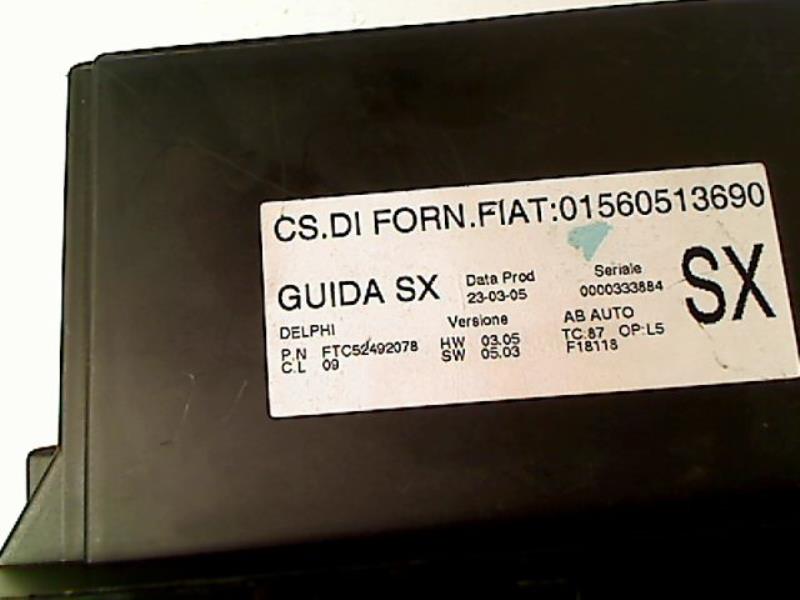 CS.DI FORN.FIAT:01560513690
GUIDA SX
Data Prod
23-03-05
Seriale
0000333884
SX
DELPHI
P.N FTC52492078
C.L 09
Versione
HW 03.05
SW 05.03
AB AUTO
TC:87 OP:L5
F18118